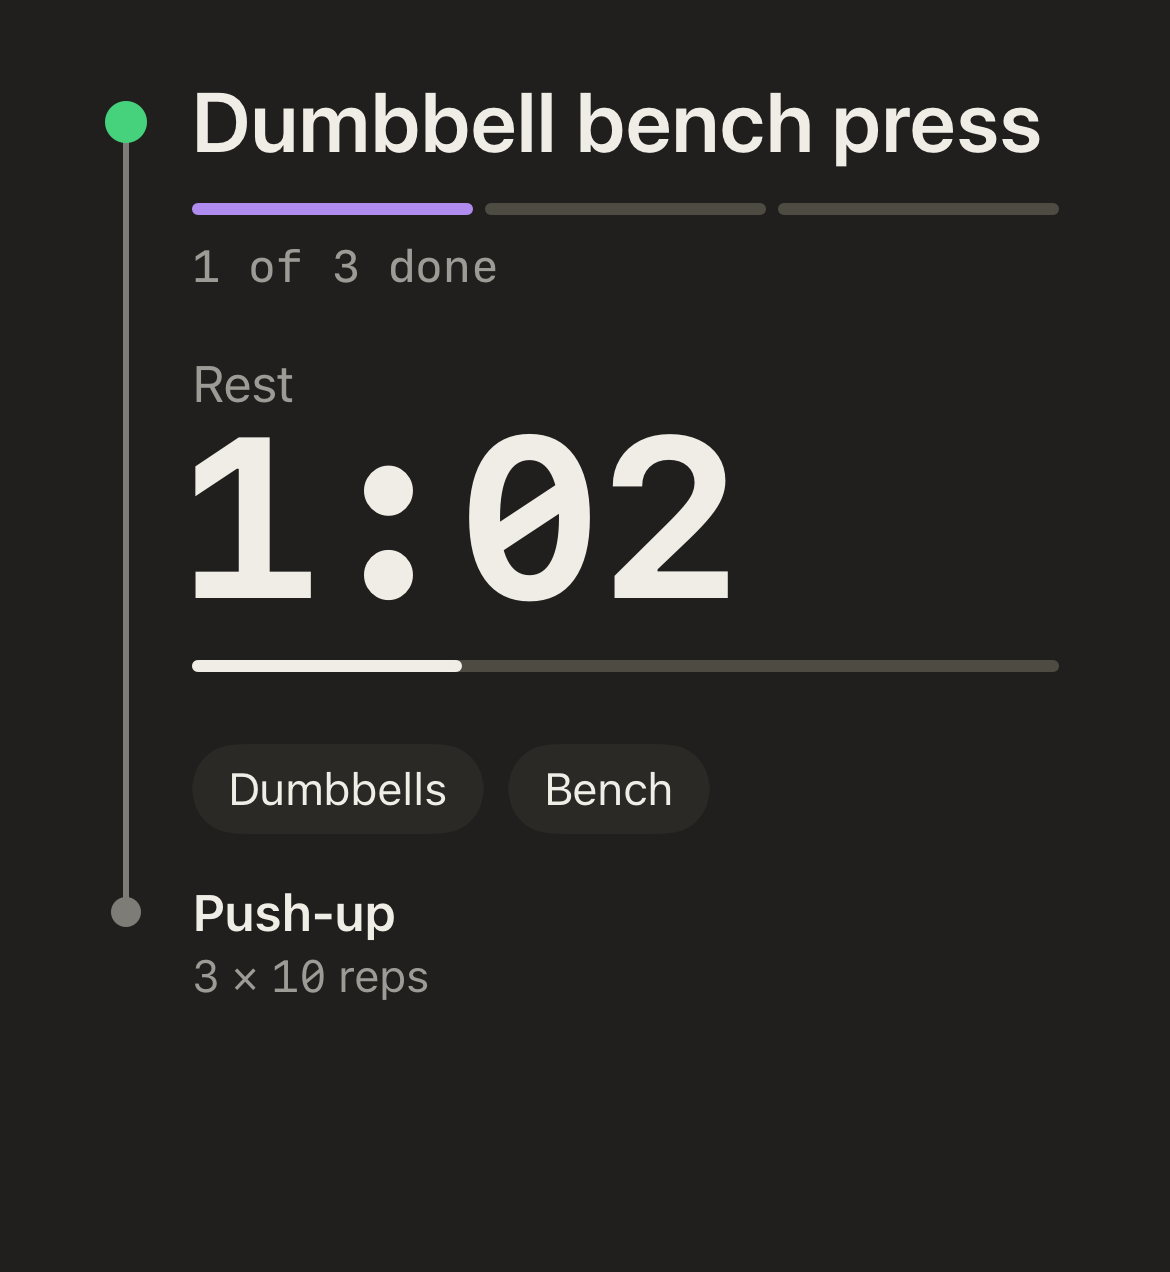 Dumbbell bench press
1 of 3 done
Rest
1:02
Dumbbells Bench
Push-up
3 × 10 reps